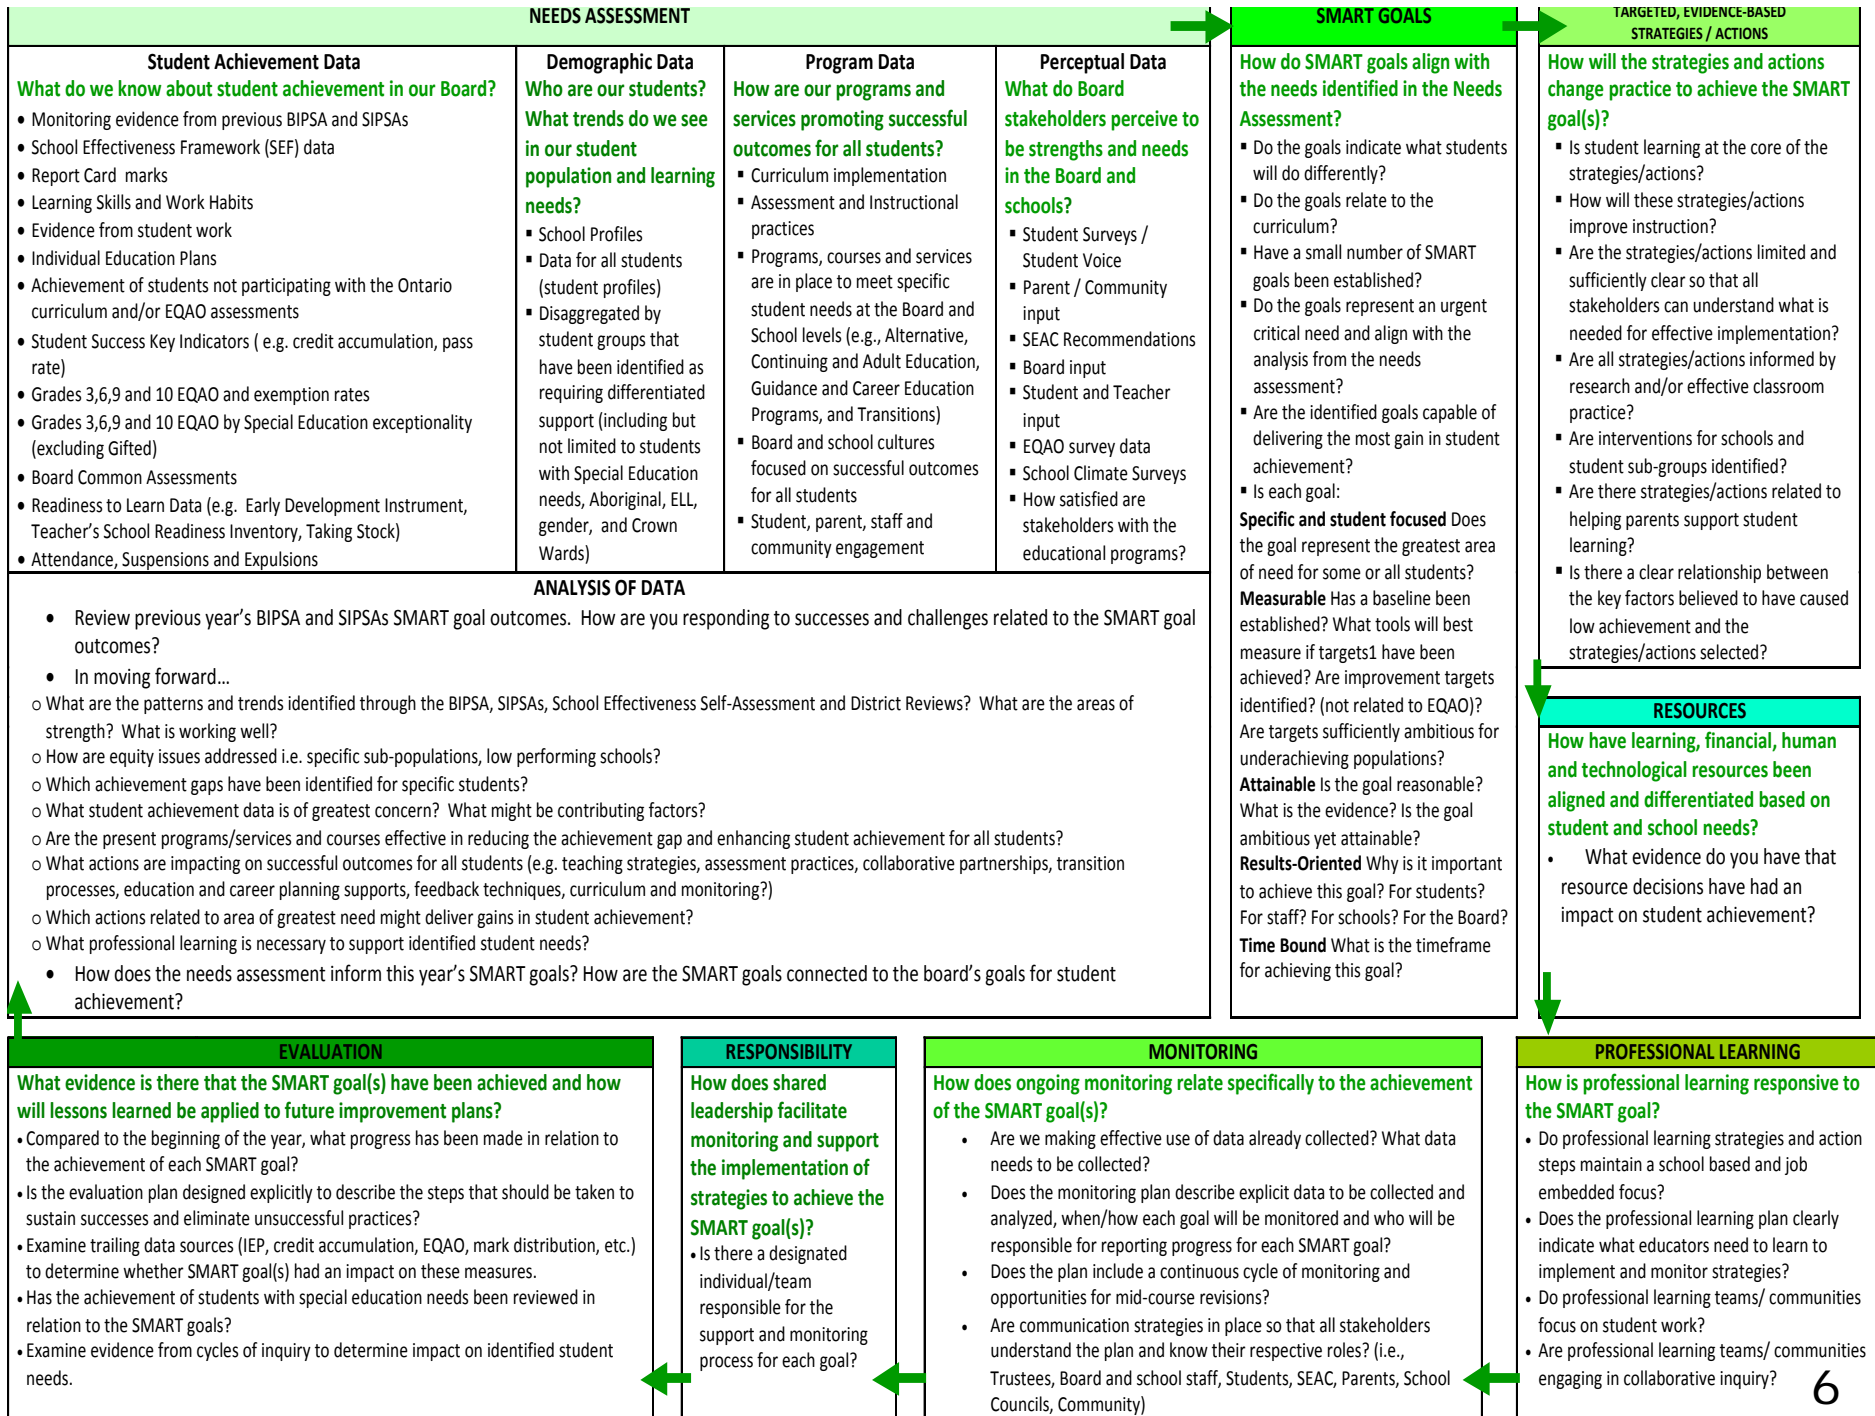 NEEDS ASSESSMENT
Student Achievement Data
What do we know about student achievement in our Board?
• Monitoring evidence from previous BIPSA and SIPSAs
• School Effectiveness Framework (SEF) data
• Report Card marks
• Learning Skills and Work Habits
• Evidence from student work
• Individual Education Plans
• Achievement of students not participating with the Ontario
curriculum and/or EQAO assessments
• Student Success Key Indicators ( e.g. credit accumulation, pass
rate)
• Grades 3,6,9 and 10 EQAO and exemption rates
• Grades 3,6,9 and 10 EQAO by Special Education exceptionality
(excluding Gifted)
• Board Common Assessments
• Readiness to Learn Data (e.g. Early Development Instrument,
Teacher's School Readiness Inventory, Taking Stock)
• Attendance, Suspensions and Expulsions
Demographic Data
Who are our students?
What trends do we see
in our student
population and learning
needs?
▪ School Profiles
▪ Data for all students
(student profiles)
▪ Disaggregated by
student groups that
have been identified as
requiring differentiated
support (including but
not limited to students
with Special Education
needs, Aboriginal, ELL,
gender, and Crown
Wards)
Program Data
How are our programs and
services promoting successful
outcomes for all students?
▪ Curriculum implementation
▪ Assessment and Instructional
practices
▪ Programs, courses and services
are in place to meet specific
student needs at the Board and
School levels (e.g., Alternative,
Continuing and Adult Education,
Guidance and Career Education
Programs, and Transitions)
▪ Board and school cultures
focused on successful outcomes
for all students
▪ Student, parent, staff and
community engagement
Perceptual Data
What do Board
stakeholders perceive to
be strengths and needs
in the Board and
schools?
▪ Student Surveys /
Student Voice
▪ Parent / Community
input
▪ SEAC Recommendations
▪ Board input
▪ Student and Teacher
input
▪ EQAO survey data
▪ School Climate Surveys
▪ How satisfied are
stakeholders with the
educational programs?
ANALYSIS OF DATA
• Review previous year's BIPSA and SIPSAs SMART goal outcomes. How are you responding to successes and challenges related to the SMART goal
outcomes?
• In moving forward…
o What are the patterns and trends identified through the BIPSA, SIPSAs, School Effectiveness Self-Assessment and District Reviews? What are the areas of
strength? What is working well?
o How are equity issues addressed i.e. specific sub-populations, low performing schools?
o Which achievement gaps have been identified for specific students?
o What student achievement data is of greatest concern? What might be contributing factors?
o Are the present programs/services and courses effective in reducing the achievement gap and enhancing student achievement for all students?
o What actions are impacting on successful outcomes for all students (e.g. teaching strategies, assessment practices, collaborative partnerships, transition
processes, education and career planning supports, feedback techniques, curriculum and monitoring?)
o Which actions related to area of greatest need might deliver gains in student achievement?
o What professional learning is necessary to support identified student needs?
• How does the needs assessment inform this year's SMART goals? How are the SMART goals connected to the board's goals for student
achievement?
SMART GOALS
How do SMART goals align with
the needs identified in the Needs
Assessment?
▪ Do the goals indicate what students
will do differently?
▪ Do the goals relate to the
curriculum?
▪ Have a small number of SMART
goals been established?
▪ Do the goals represent an urgent
critical need and align with the
analysis from the needs
assessment?
▪ Are the identified goals capable of
delivering the most gain in student
achievement?
▪ Is each goal:
Specific and student focused Does
the goal represent the greatest area
of need for some or all students?
Measurable Has a baseline been
established? What tools will best
measure if targets1 have been
achieved? Are improvement targets
identified? (not related to EQAO)?
Are targets sufficiently ambitious for
underachieving populations?
Attainable Is the goal reasonable?
What is the evidence? Is the goal
ambitious yet attainable?
Results-Oriented Why is it important
to achieve this goal? For students?
For staff? For schools? For the Board?
Time Bound What is the timeframe
for achieving this goal?
TARGETED, EVIDENCE-BASED
STRATEGIES / ACTIONS
How will the strategies and actions
change practice to achieve the SMART
goal(s)?
▪ Is student learning at the core of the
strategies/actions?
▪ How will these strategies/actions
improve instruction?
▪ Are the strategies/actions limited and
sufficiently clear so that all
stakeholders can understand what is
needed for effective implementation?
▪ Are all strategies/actions informed by
research and/or effective classroom
practice?
▪ Are interventions for schools and
student sub-groups identified?
▪ Are there strategies/actions related to
helping parents support student
learning?
▪ Is there a clear relationship between
the key factors believed to have caused
low achievement and the
strategies/actions selected?
RESOURCES
How have learning, financial, human
and technological resources been
aligned and differentiated based on
student and school needs?
• What evidence do you have that
resource decisions have had an
impact on student achievement?
EVALUATION
What evidence is there that the SMART goal(s) have been achieved and how
will lessons learned be applied to future improvement plans?
• Compared to the beginning of the year, what progress has been made in relation to
the achievement of each SMART goal?
• Is the evaluation plan designed explicitly to describe the steps that should be taken to
sustain successes and eliminate unsuccessful practices?
• Examine trailing data sources (IEP, credit accumulation, EQAO, mark distribution, etc.)
to determine whether SMART goal(s) had an impact on these measures.
• Has the achievement of students with special education needs been reviewed in
relation to the SMART goals?
• Examine evidence from cycles of inquiry to determine impact on identified student
needs.
RESPONSIBILITY
How does shared
leadership facilitate
monitoring and support
the implementation of
strategies to achieve the
SMART goal(s)?
• Is there a designated
individual/team
responsible for the
support and monitoring
process for each goal?
MONITORING
How does ongoing monitoring relate specifically to the achievement
of the SMART goal(s)?
• Are we making effective use of data already collected? What data
needs to be collected?
• Does the monitoring plan describe explicit data to be collected and
analyzed, when/how each goal will be monitored and who will be
responsible for reporting progress for each SMART goal?
• Does the plan include a continuous cycle of monitoring and
opportunities for mid-course revisions?
• Are communication strategies in place so that all stakeholders
understand the plan and know their respective roles? (i.e.,
Trustees, Board and school staff, Students, SEAC, Parents, School
Councils, Community)
PROFESSIONAL LEARNING
How is professional learning responsive to
the SMART goal?
• Do professional learning strategies and action
steps maintain a school based and job
embedded focus?
• Does the professional learning plan clearly
indicate what educators need to learn to
implement and monitor strategies?
• Do professional learning teams/ communities
focus on student work?
• Are professional learning teams/ communities
engaging in collaborative inquiry?
6